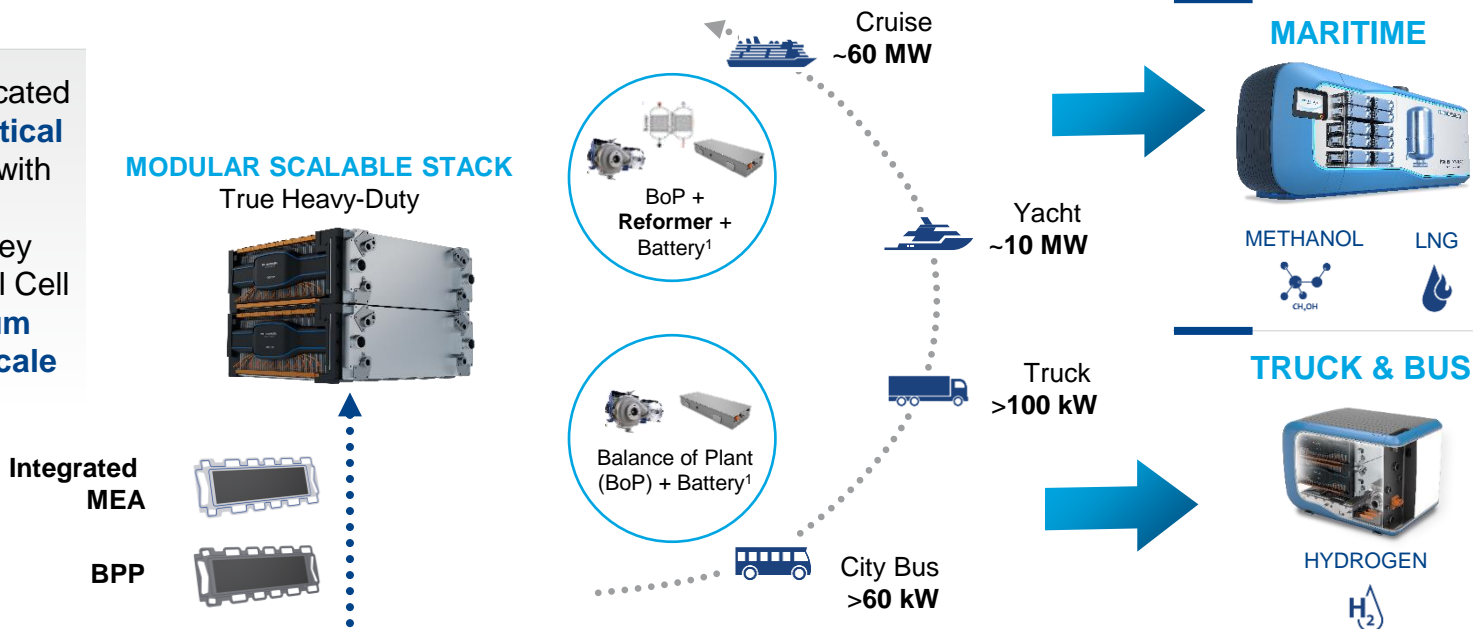 cated
tical
with
ey
l Cell
um
scale
MODULAR SCALABLE STACK
True Heavy-Duty
Integrated
MEA
BPP
BoP +
Reformer +
Battery¹
Balance of Plant
(BoP) + Battery¹
Cruise
~60 MW
Yacht
~10 MW
Truck
>100 kW
City Bus
>60 kW
MARITIME
METHANOL
CH₃OH
LNG
TRUCK & BUS
HYDROGEN
H₂